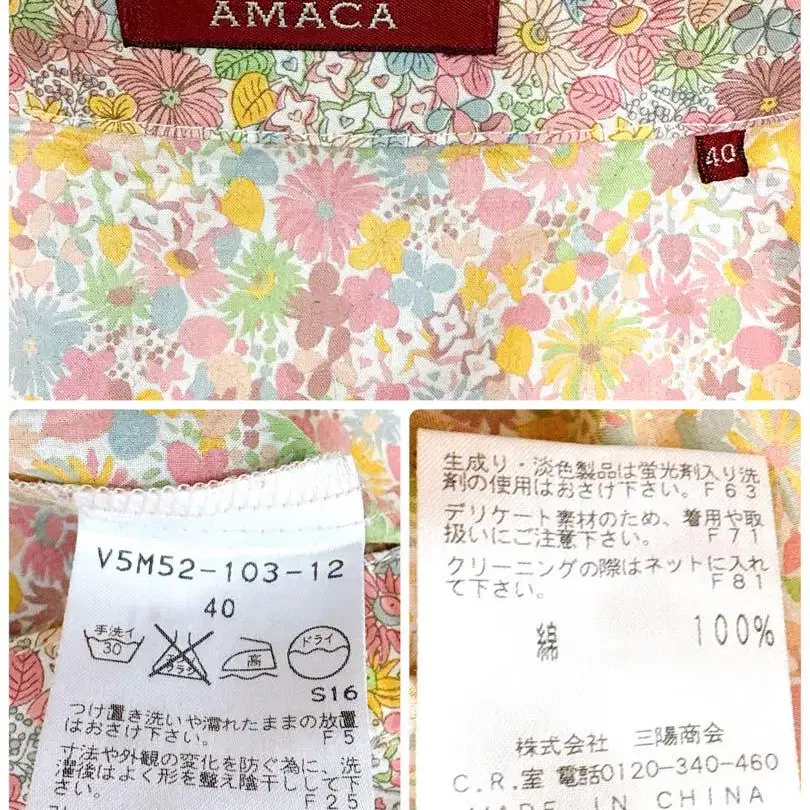 AMACA
40
V5M52-103-12
40
手洗イ
30
エンソ
サラシ
高
ドライ
S16
つけ置き洗いや濡れたままの放置
はおさけ下さい。 F5
寸法や外観の変化を防ぐ為に、洗
濯後はよく形を整え陰干しして下
さい。 F25
生成り・淡色製品は蛍光剤入り洗
剤の使用はおさけ下さい。F63
デリケート素材のため、着用や取
扱いにご注意下さい。 F71
クリーニングの際はネットに入れ
て下さい。 F81
綿 100%
株式会社 三陽商会
C.R.室 電話0120-340-460
MADE IN CHINA